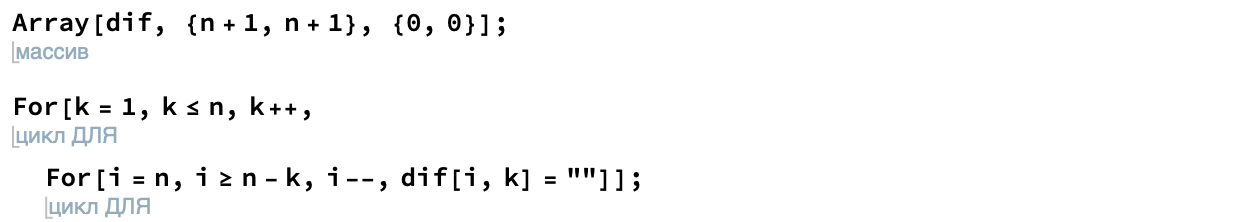 Array[dif, {n + 1, n + 1}, {0, 0}];
массив
For[k = 1, k ≤ n, k++,
цикл ДЛЯ
For[i = n, i ≥ n - k, i--, dif[i, k] = ""]];
цикл ДЛЯ